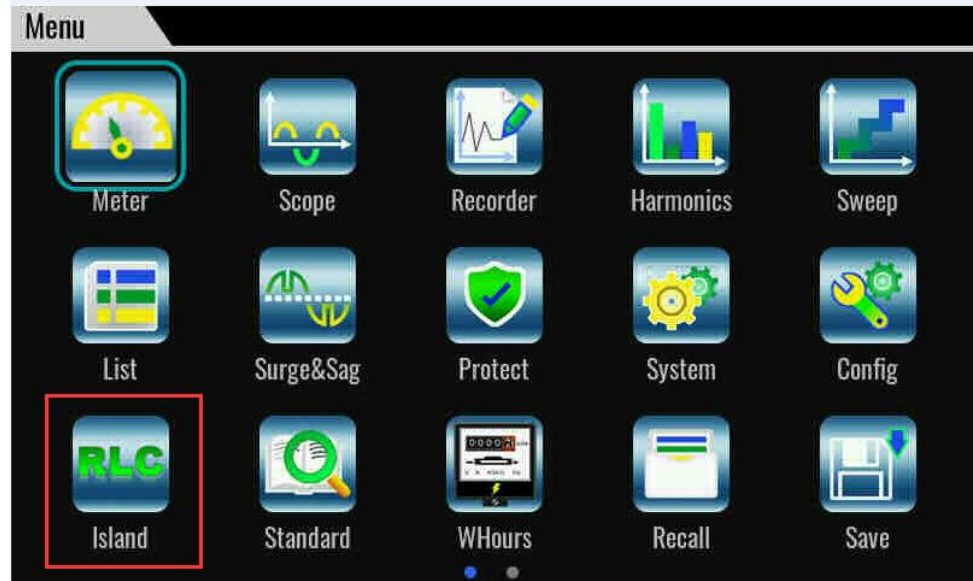 Menu
Meter Scope Recorder Harmonics Sweep
List Surge&Sag Protect System Config
RLC
Island Standard WHours Recall Save